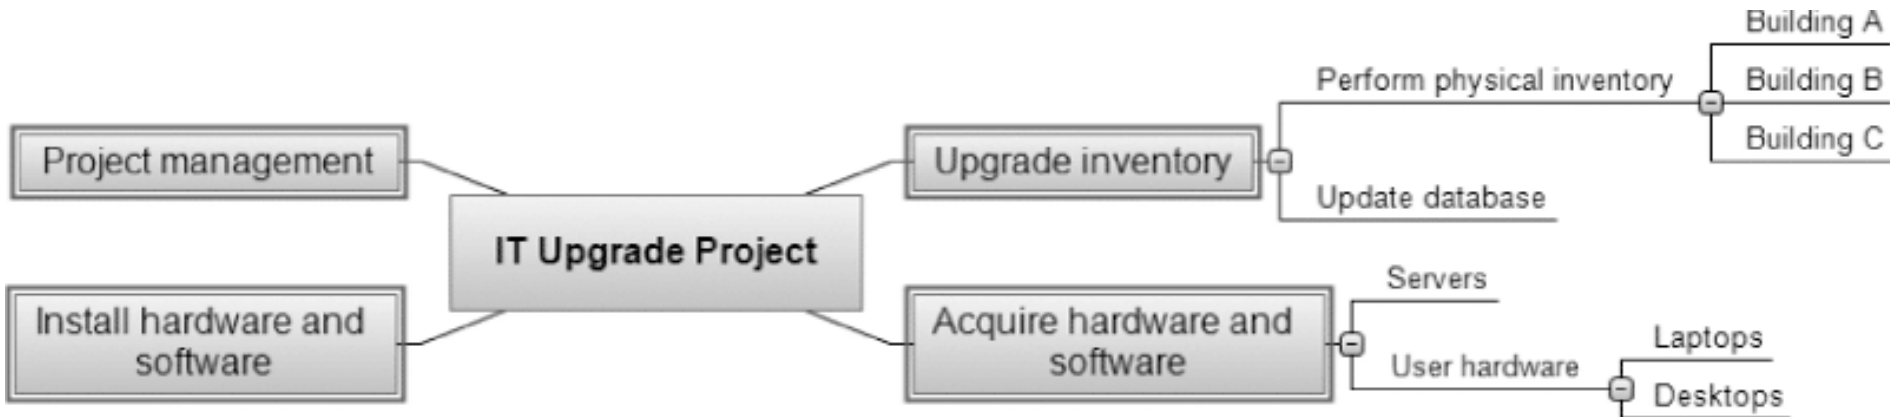 Building A
Perform physical inventory
Building B
Building C
Project management
Upgrade inventory
Update database
IT Upgrade Project
Servers
Install hardware and
software
Acquire hardware and
software
Laptops
User hardware
Desktops